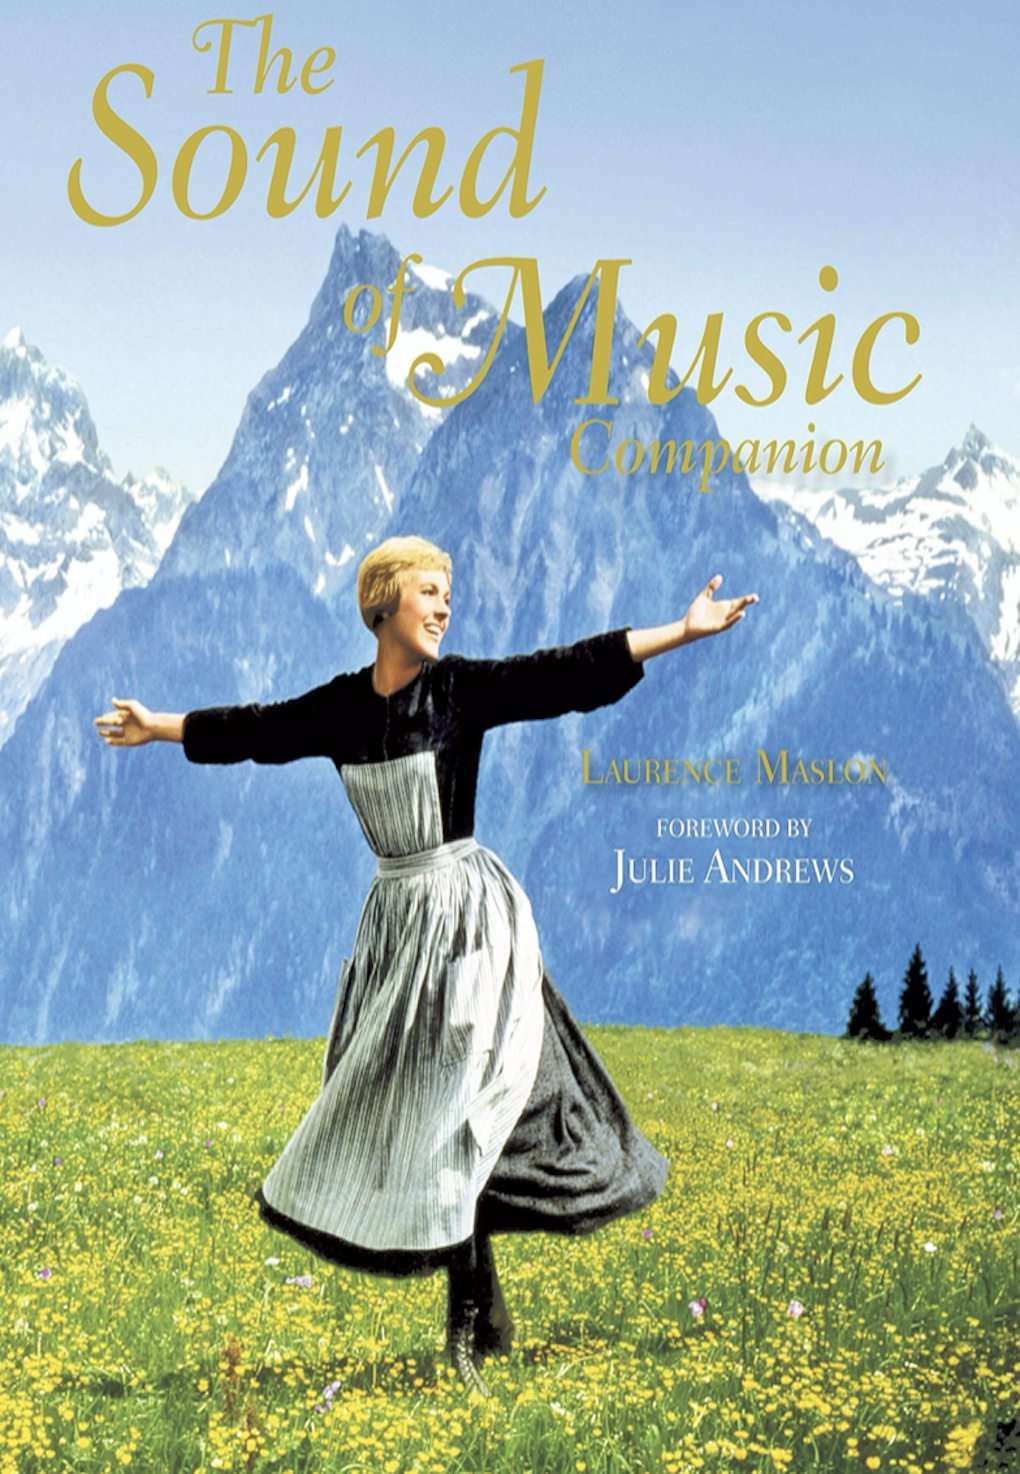 The
Sound
of Music
Companion
LAURENCE MASLON
FOREWORD BY
JULIE ANDREWS